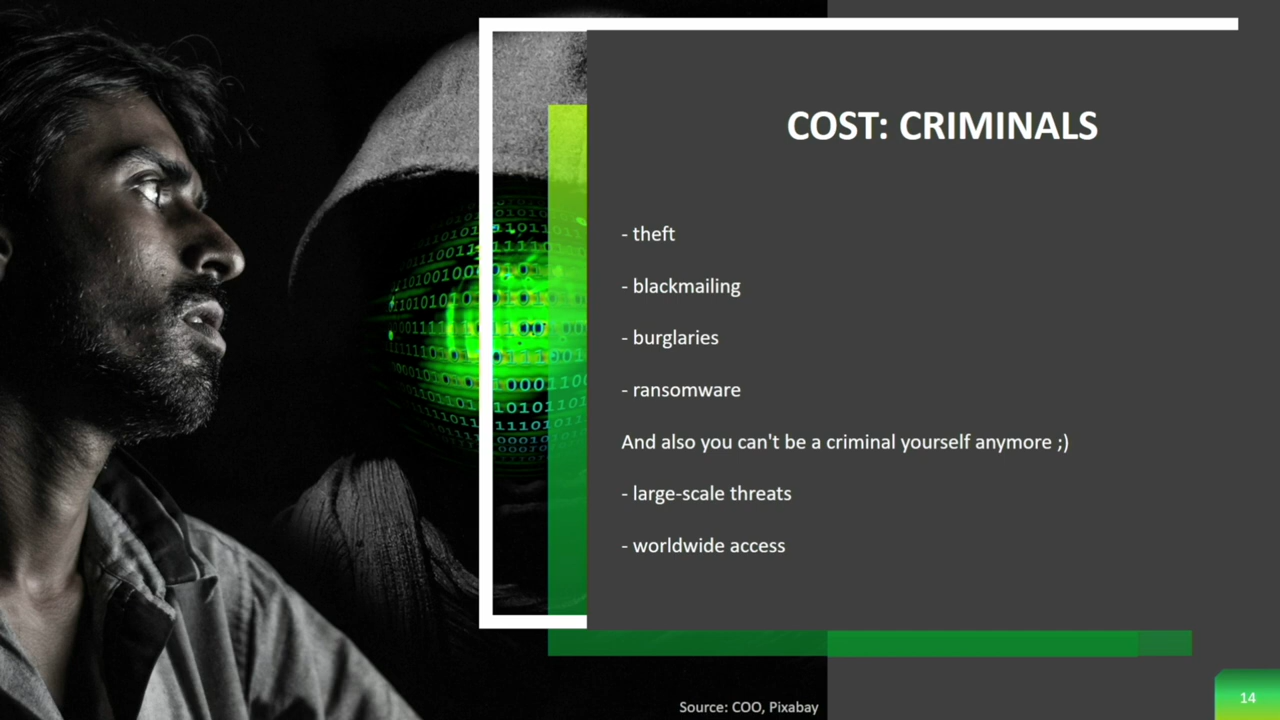 COST: CRIMINALS
- theft
- blackmailing
- burglaries
- ransomware
And also you can't be a criminal yourself anymore ;)
- large-scale threats
- worldwide access
Source: COO, Pixabay
14